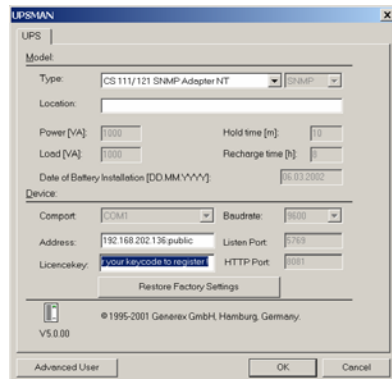 UPSMAN
UPS
Model:
Type: CS 111/121 SNMP Adapter NT SNMP
Location:
Power [VA]: 1000 Hold time [m]: 10
Load [VA]: 1000 Recharge time [h]: 8
Date of Battery Installation [DD.MM.YYYY]: 06.03.2002
Device:
Comport COM1 Baudrate: 9600
Address: 192.168.202.136:public Listen Port: 5769
Licencekey: r your keycode to register! HTTP Port: 8081
Restore Factory Settings
V5.0.00 © 1995-2001 Generex GmbH, Hamburg, Germany.
Advanced User OK Cancel